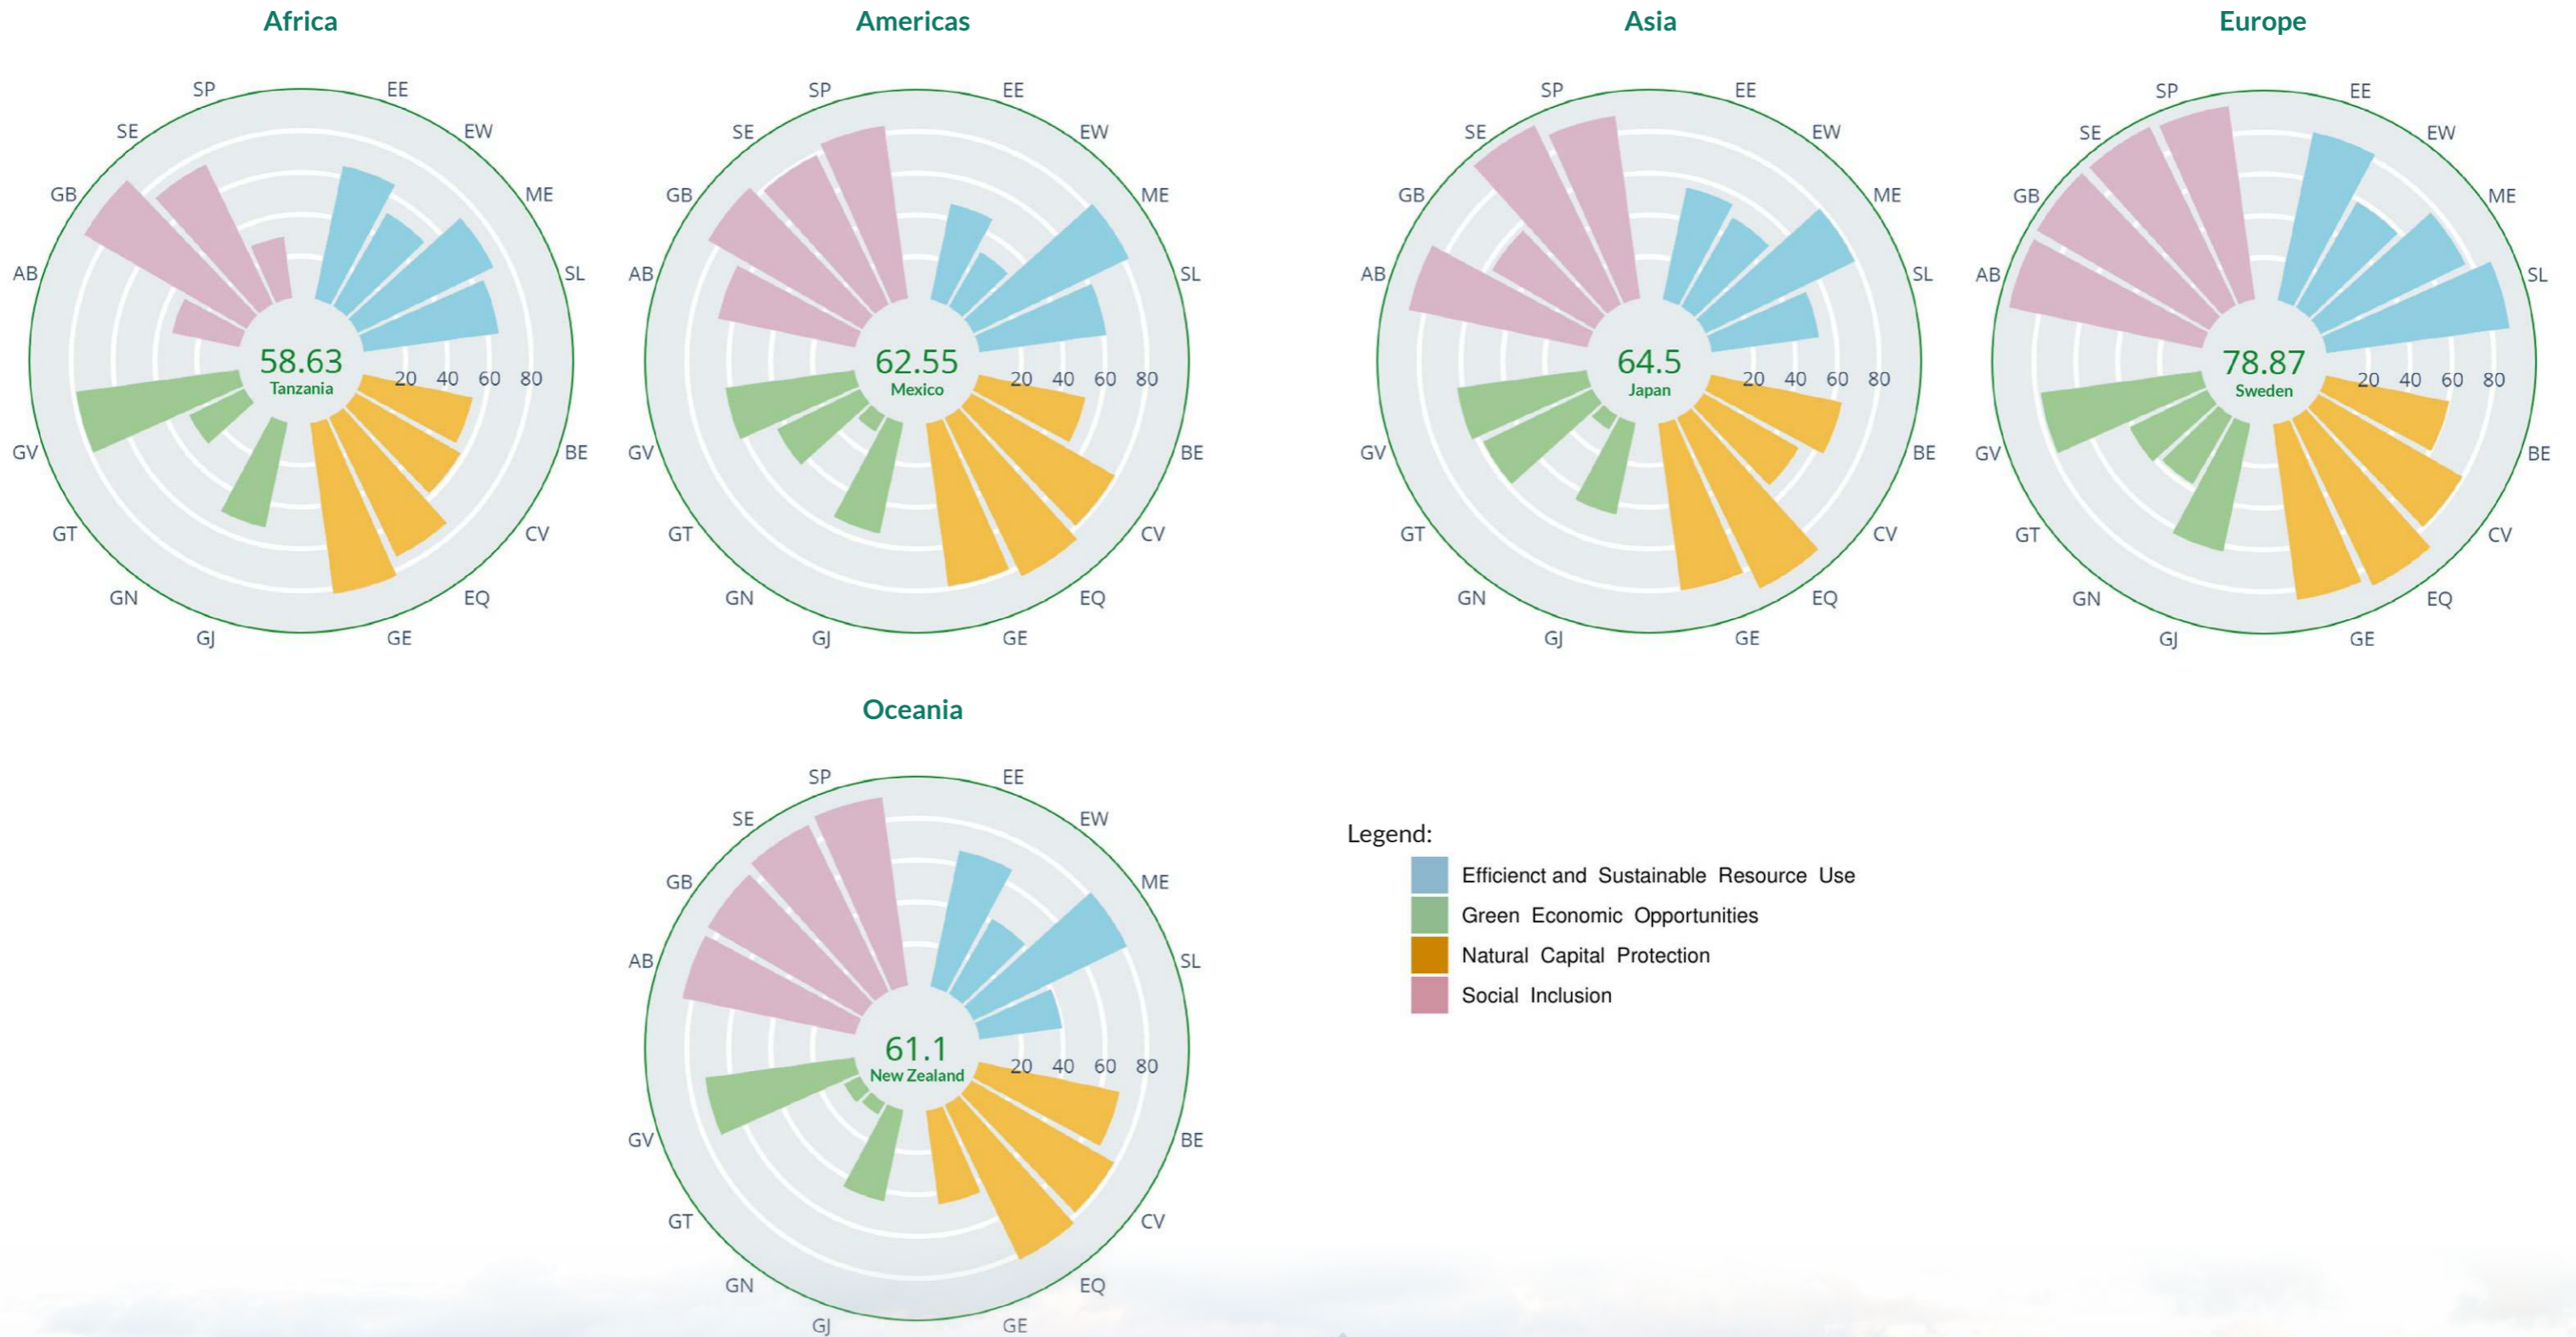 Africa
Americas
Asia
Europe
SP
EE
SE
EW
GB
ME
AB
SL
58.63
Tanzania
20 40 60 80
GV
BE
GT
CV
GN
EQ
GJ
GE
SP
EE
SE
EW
GB
ME
AB
SL
62.55
Mexico
20 40 60 80
GV
BE
GT
CV
GN
EQ
GJ
GE
SP
EE
SE
EW
GB
ME
AB
SL
64.5
Japan
20 40 60 80
GV
BE
GT
CV
GN
EQ
GJ
GE
SP
EE
SE
EW
GB
ME
AB
SL
78.87
Sweden
20 40 60 80
GV
BE
GT
CV
GN
EQ
GJ
GE
Oceania
SP
EE
SE
EW
GB
ME
AB
SL
61.1
New Zealand
20 40 60 80
GV
BE
GT
CV
GN
EQ
GJ
GE
Legend:
Efficienct and Sustainable Resource Use
Green Economic Opportunities
Natural Capital Protection
Social Inclusion